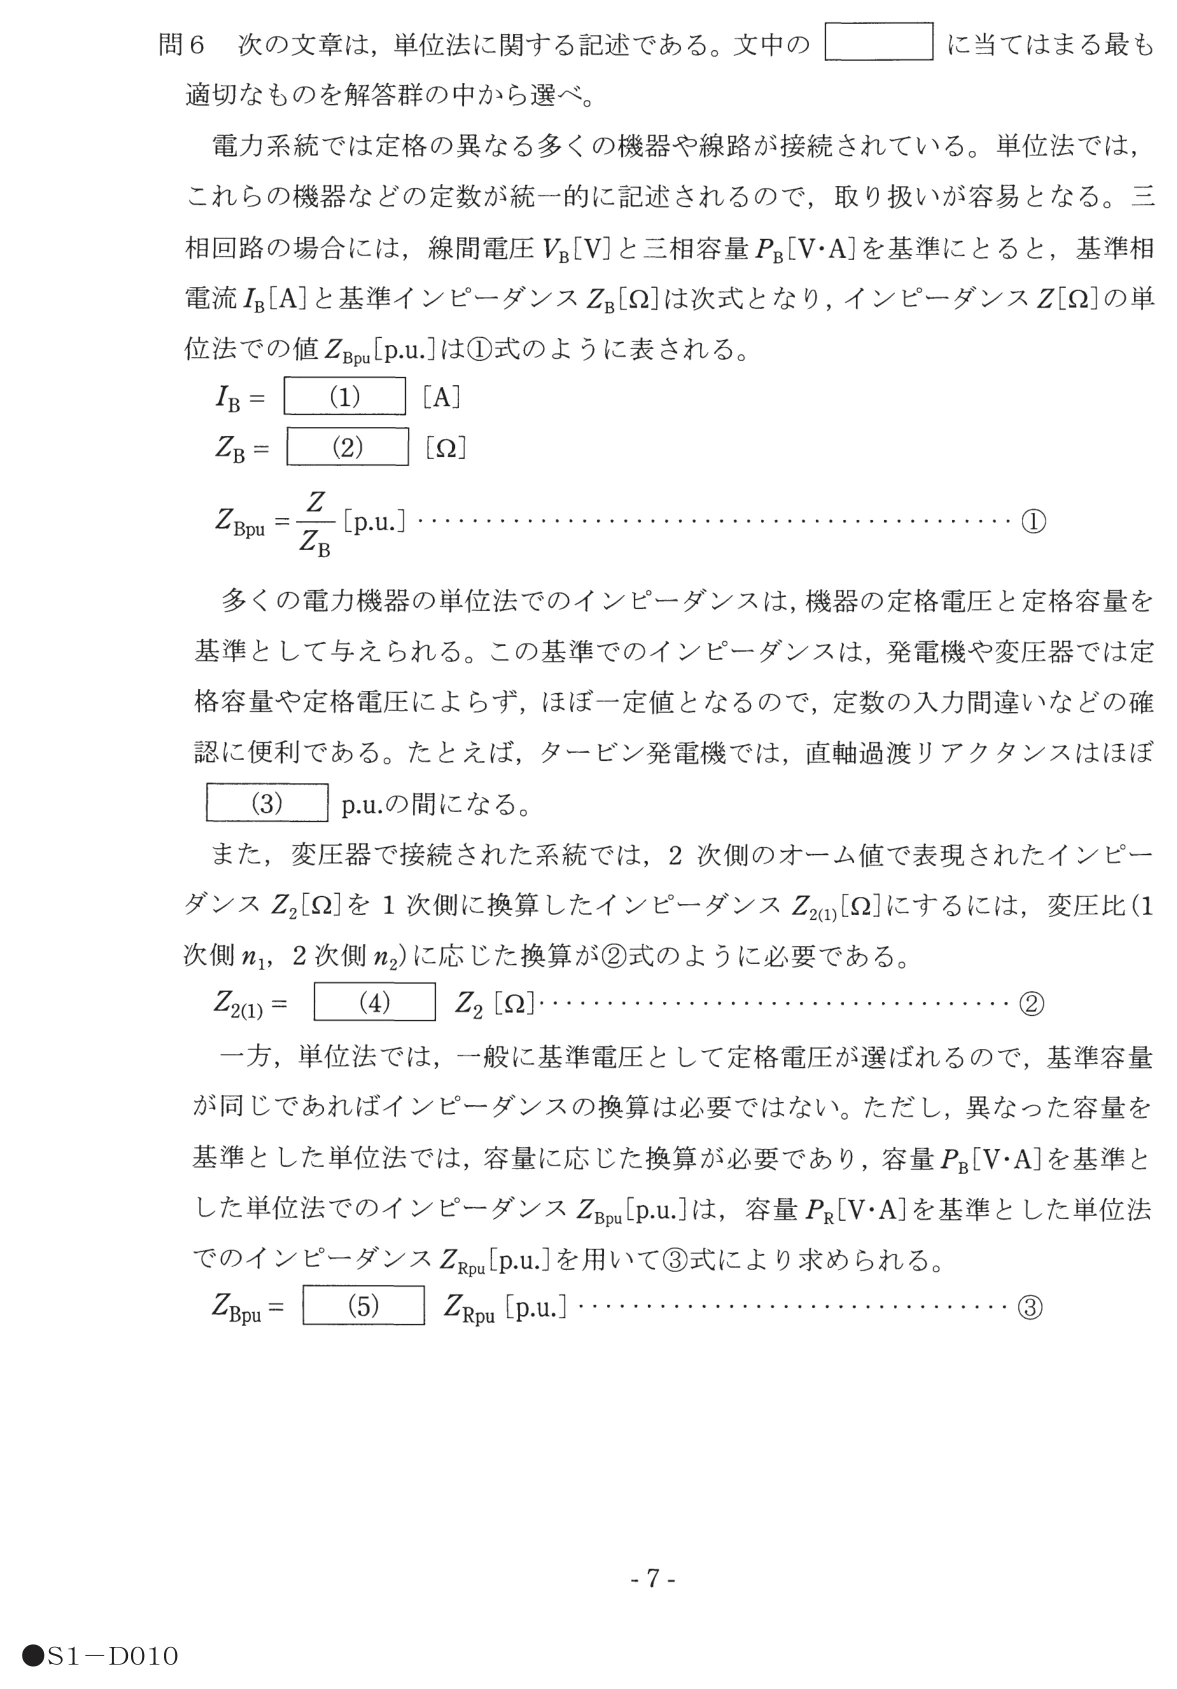 問6　次の文章は，単位法に関する記述である。文中の　　　　に当てはまる最も
適切なものを解答群の中から選べ。
電力系統では定格の異なる多くの機器や線路が接続されている。単位法では，
これらの機器などの定数が統一的に記述されるので，取り扱いが容易となる。三
相回路の場合には，線間電圧 V_B[V]と三相容量 P_B[V・A]を基準にとると，基準相
電流 I_B[A]と基準インピーダンス Z_B[Ω]は次式となり，インピーダンス Z[Ω]の単
位法での値 Z_Bpu[p.u.]は①式のように表される。
I_B = (1) [A]
Z_B = (2) [Ω]
Z_Bpu = Z/Z_B [p.u.] ············································ ①
多くの電力機器の単位法でのインピーダンスは，機器の定格電圧と定格容量を
基準として与えられる。この基準でのインピーダンスは，発電機や変圧器では定
格容量や定格電圧によらず，ほぼ一定値となるので，定数の入力間違いなどの確
認に便利である。たとえば，タービン発電機では，直軸過渡リアクタンスはほぼ
(3) p.u.の間になる。
また，変圧器で接続された系統では，2 次側のオーム値で表現されたインピー
ダンス Z_2[Ω]を 1 次側に換算したインピーダンス Z_2(1)[Ω]にするには，変圧比(1
次側 n_1，2 次側 n_2)に応じた換算が②式のように必要である。
Z_2(1) = (4) Z_2 [Ω] ··································· ②
一方，単位法では，一般に基準電圧として定格電圧が選ばれるので，基準容量
が同じであればインピーダンスの換算は必要ではない。ただし，異なった容量を
基準とした単位法では，容量に応じた換算が必要であり，容量 P_B[V・A]を基準と
した単位法でのインピーダンス Z_Bpu[p.u.]は，容量 P_R[V・A]を基準とした単位法
でのインピーダンス Z_Rpu[p.u.]を用いて③式により求められる。
Z_Bpu = (5) Z_Rpu [p.u.] ································ ③
- 7 -
●S1－D010